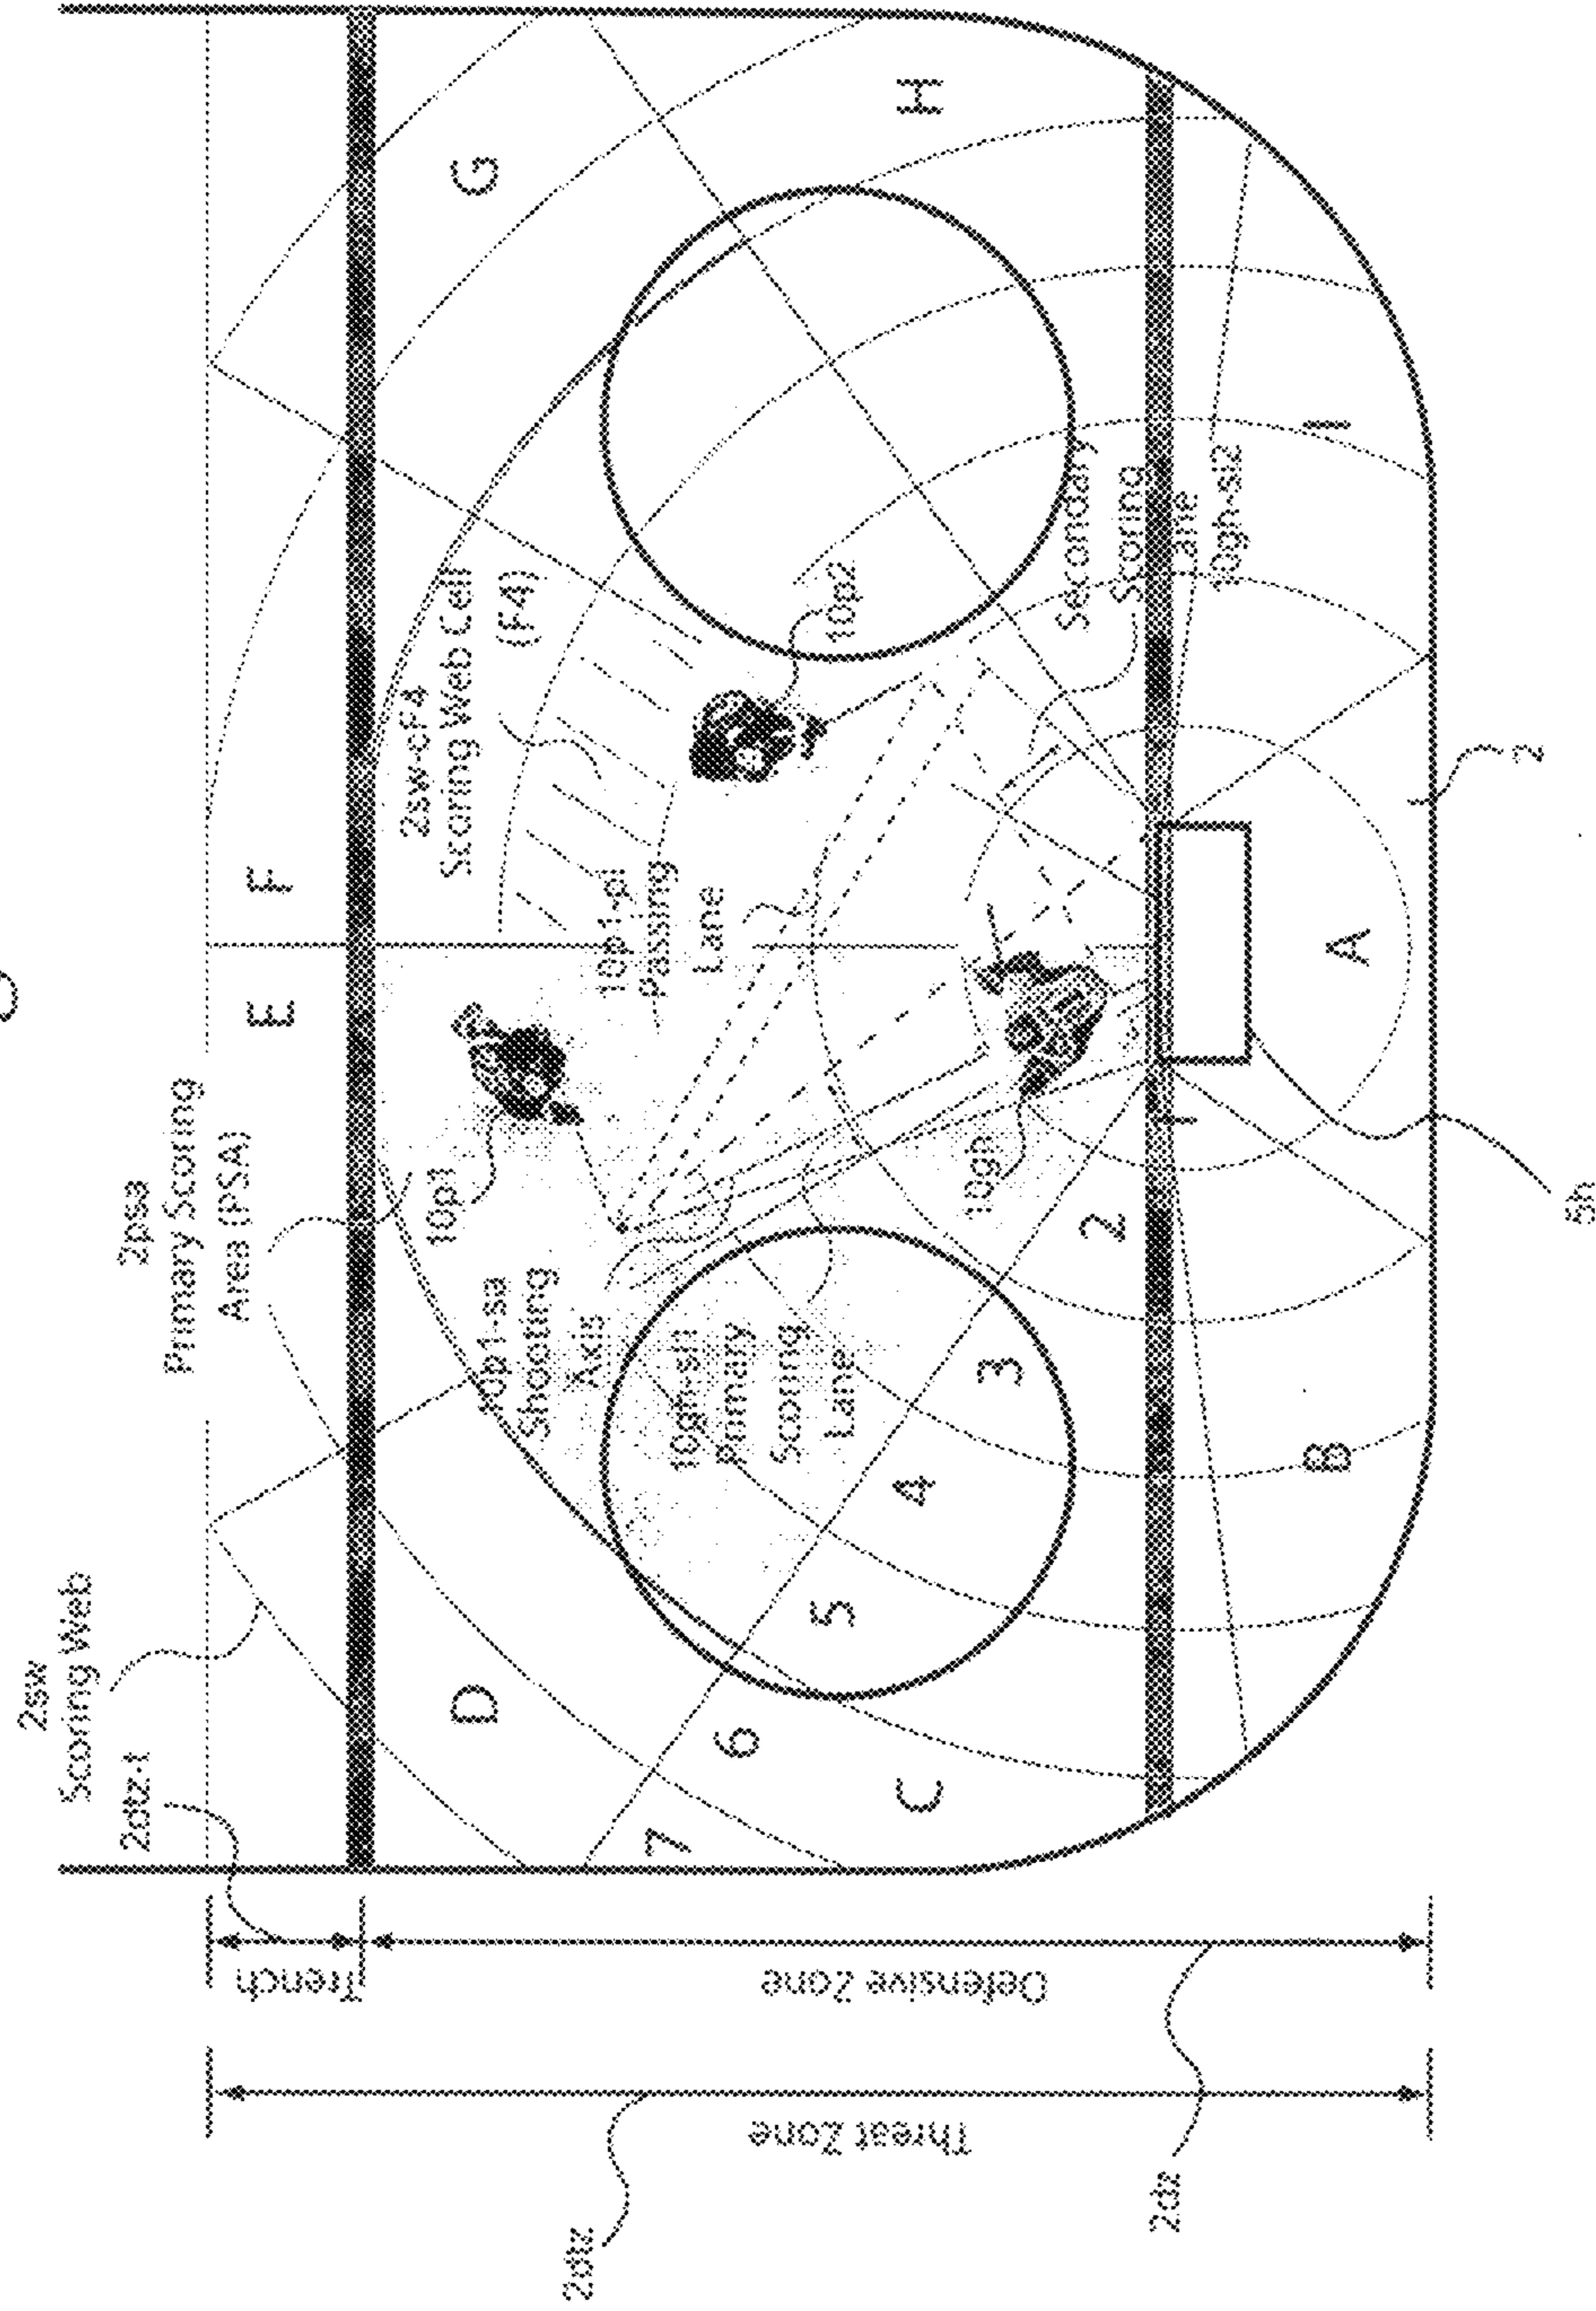 2sw
Scoring Web
2dtz-t
2psa
Primary Scoring
Area (PSA)
E
F
G
H
D
C
B
A
I
7
6
5
4
3
2
1
2sw-cF4
Scoring Web Cell
(F4)
10p1
10p1-sa
Shooting
Axis
10gh-sl1
Primary
Scoring
Lane
10p1-pl
Passing
Lane
10p2
10gh
Secondary
Scoring
Lane
10gh-sl2
Trench
Defensive Zone
Threat Zone
2dtz
2dz
5h
2